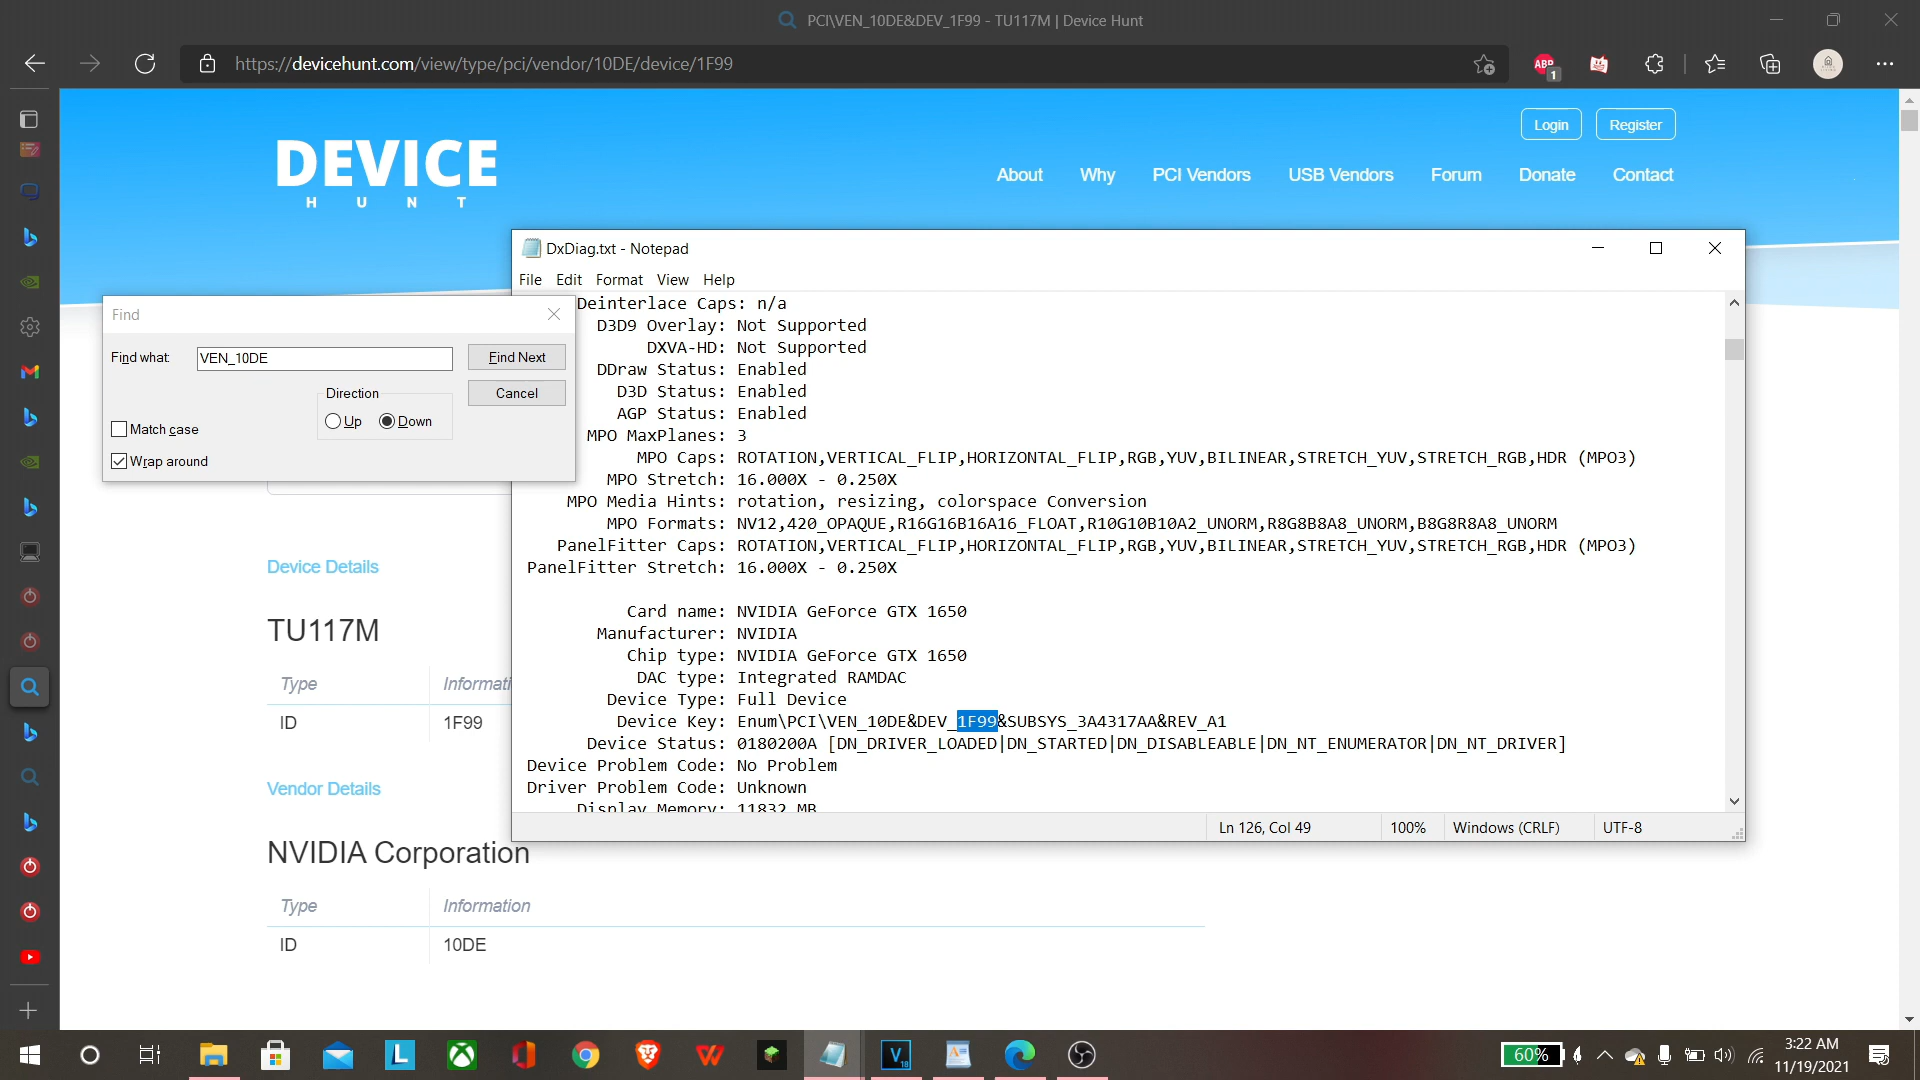 PCI\VEN_10DE&DEV_1F99 - TU117M | Device Hunt
https://devicehunt.com/view/type/pci/vendor/10DE/device/1F99
ABP
1
Login
Register
DEVICE
HUNT
About
Why
PCI Vendors
USB Vendors
Forum
Donate
Contact
DxDiag.txt - Notepad
File
Edit
Format
View
Help
Deinterlace Caps: n/a
D3D9 Overlay: Not Supported
DXVA-HD: Not Supported
DDraw Status: Enabled
D3D Status: Enabled
AGP Status: Enabled
MPO MaxPlanes: 3
MPO Caps: ROTATION,VERTICAL_FLIP,HORIZONTAL_FLIP,RGB,YUV,BILINEAR,STRETCH_YUV,STRETCH_RGB,HDR (MPO3)
MPO Stretch: 16.000X - 0.250X
MPO Media Hints: rotation, resizing, colorspace Conversion
MPO Formats: NV12,420_OPAQUE,R16G16B16A16_FLOAT,R10G10B10A2_UNORM,R8G8B8A8_UNORM,B8G8R8A8_UNORM
PanelFitter Caps: ROTATION,VERTICAL_FLIP,HORIZONTAL_FLIP,RGB,YUV,BILINEAR,STRETCH_YUV,STRETCH_RGB,HDR (MPO3)
PanelFitter Stretch: 16.000X - 0.250X
Card name: NVIDIA GeForce GTX 1650
Manufacturer: NVIDIA
Chip type: NVIDIA GeForce GTX 1650
DAC type: Integrated RAMDAC
Device Type: Full Device
Device Key: Enum\PCI\VEN_10DE&DEV_1F99&SUBSYS_3A4317AA&REV_A1
Device Status: 0180200A [DN_DRIVER_LOADED|DN_STARTED|DN_DISABLEABLE|DN_NT_ENUMERATOR|DN_NT_DRIVER]
Device Problem Code: No Problem
Driver Problem Code: Unknown
Display Memory: 11832 MB
Ln 126, Col 49
100%
Windows (CRLF)
UTF-8
Find
Find what:
VEN_10DE
Find Next
Cancel
Direction
Up
Down
Match case
Wrap around
Device Details
TU117M
Type
Informati
ID
1F99
Vendor Details
NVIDIA Corporation
Type
Information
ID
10DE
L
W
V
18
60%
3:22 AM
11/19/2021